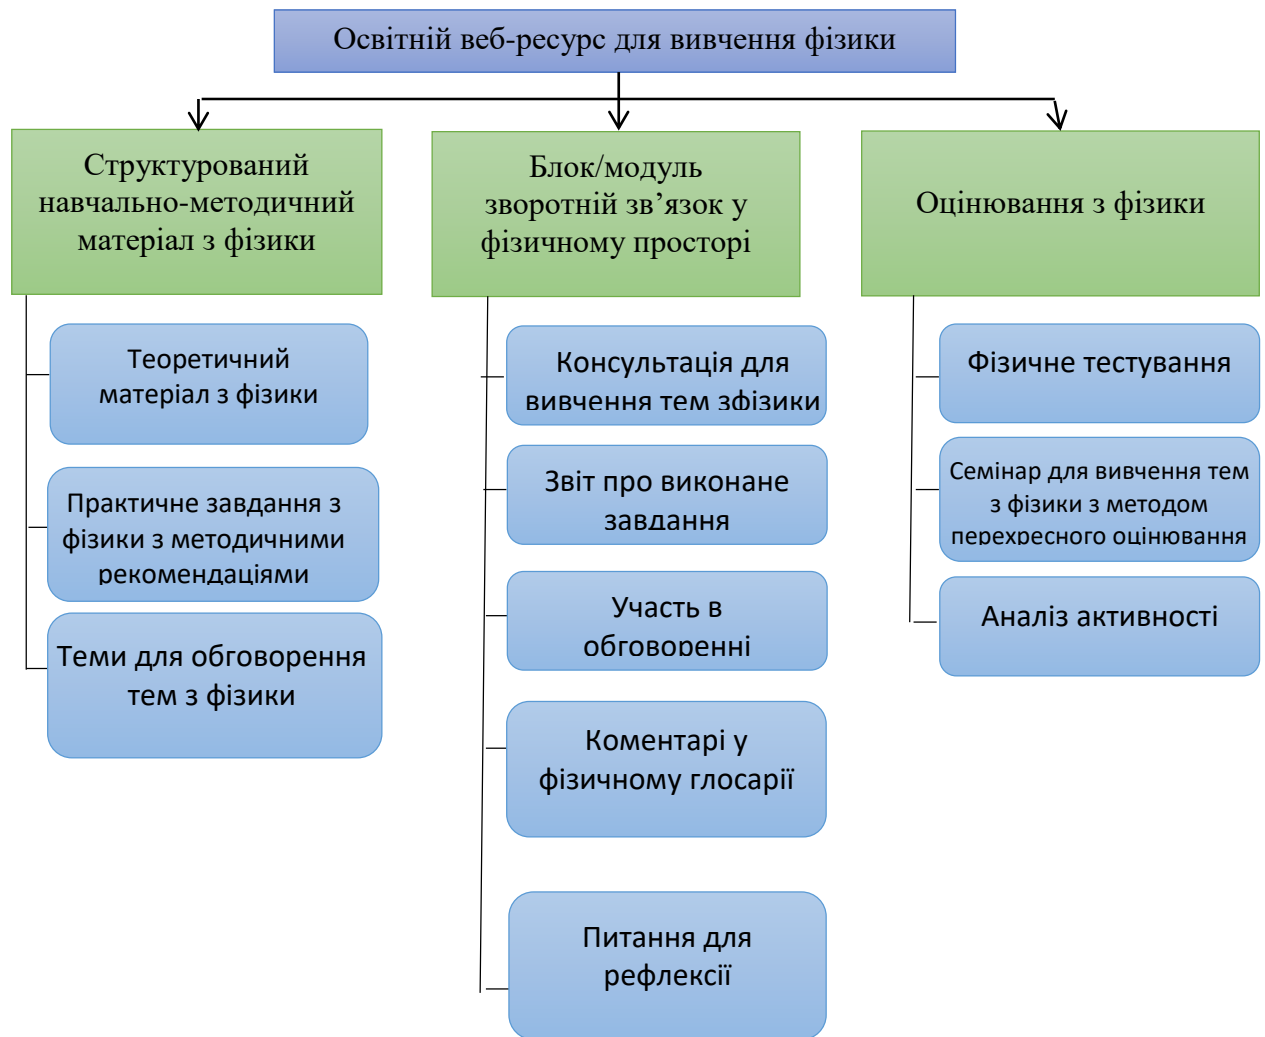 Освітній веб-ресурс для вивчення фізики
Структурований
навчально-методичний
матеріал з фізики
Теоретичний
матеріал з фізики
Практичне завдання з
фізики з методичними
рекомендаціями
Теми для обговорення
тем з фізики
Блок/модуль
зворотній зв’язок у
фізичному просторі
Консультація для
вивчення тем зфізики
Звіт про виконане
завдання
Участь в
обговоренні
Коментарі у
фізичному глосарії
Питання для
рефлексії
Оцінювання з фізики
Фізичне тестування
Семінар для вивчення тем
з фізики з методом
перехресного оцінювання
Аналіз активності